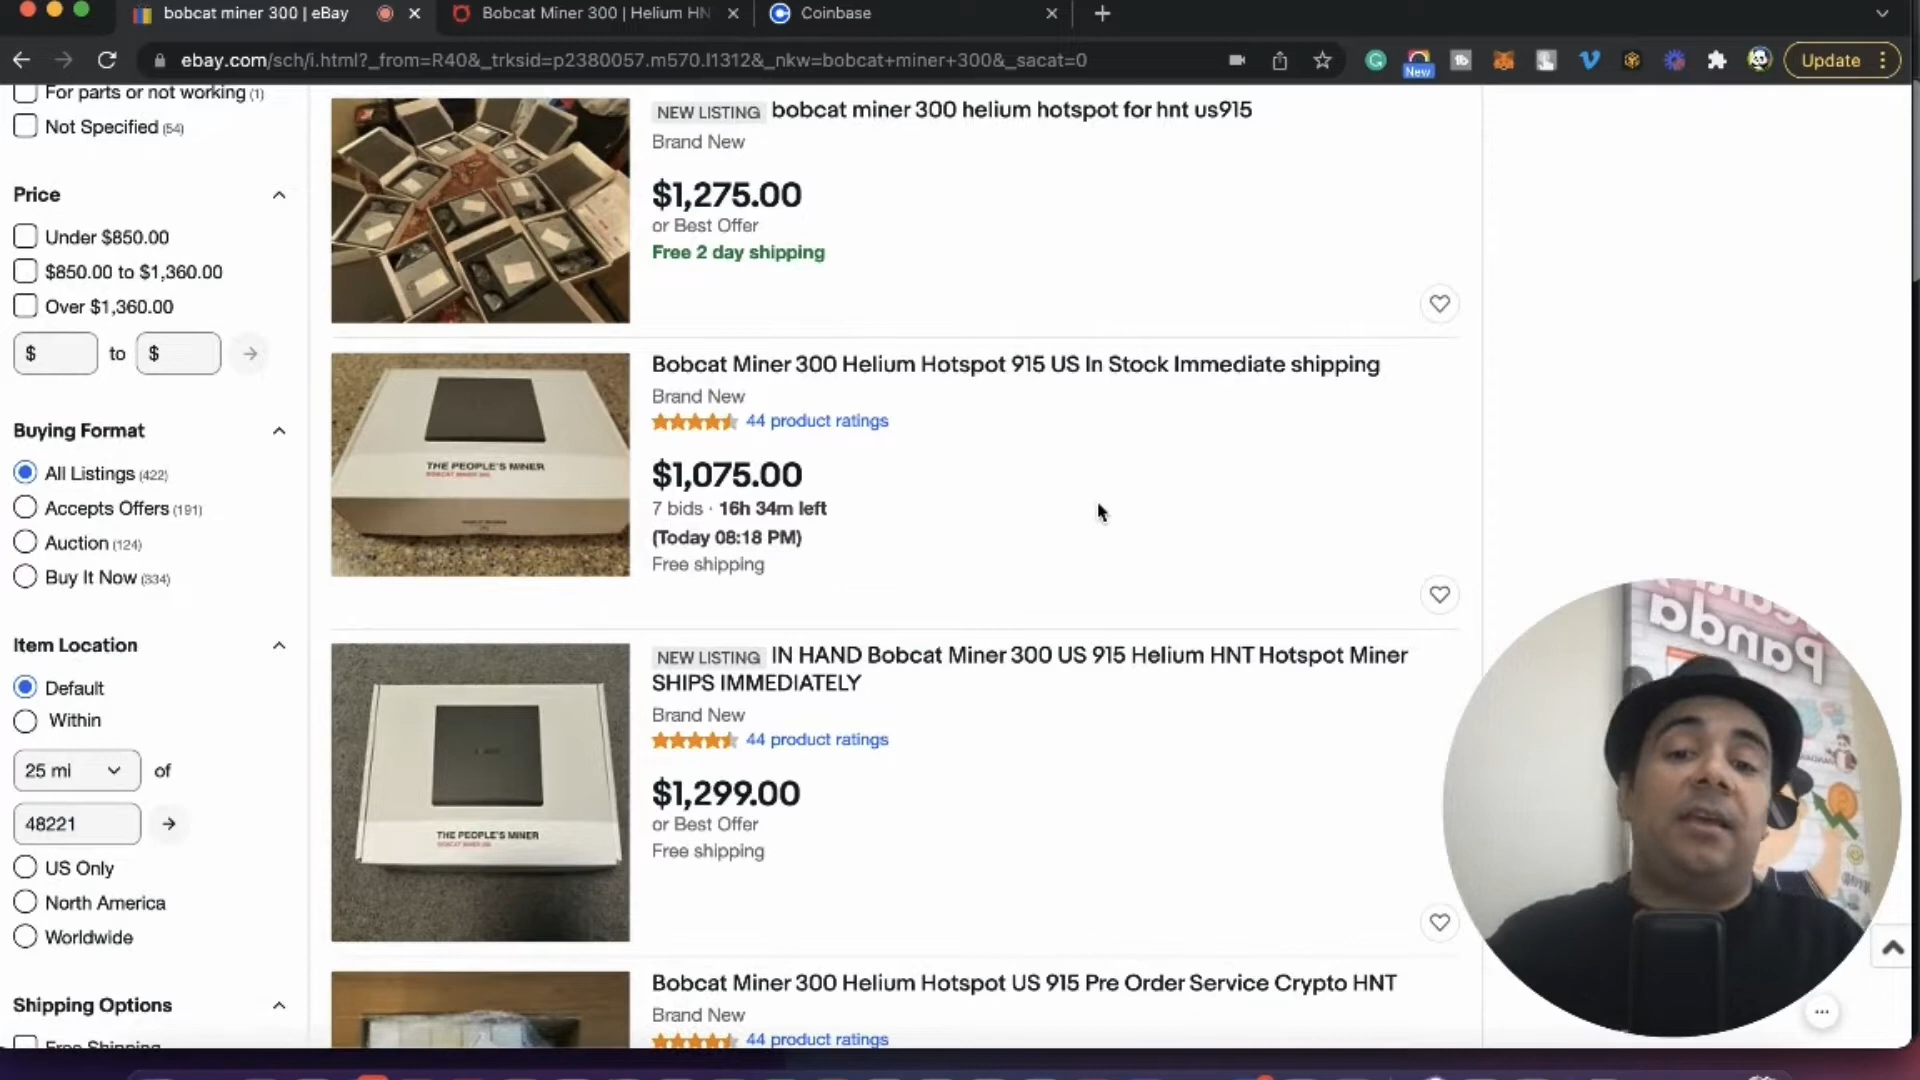 bobcat miner 300 | eBay
Bobcat Miner 300 | Helium HN
Coinbase
ebay.com/sch/i.html?_from=R40&_trksid=p2380057.m570.l1312&_nkw=bobcat+miner+300&_sacat=0
New
Update
For parts or not working (1)
Not Specified (54)
Price
Under $850.00
$850.00 to $1,360.00
Over $1,360.00
$ to $
Buying Format
All Listings (422)
Accepts Offers (191)
Auction (124)
Buy It Now (334)
Item Location
Default
Within
25 mi of
48221
US Only
North America
Worldwide
Shipping Options
Free Shipping
NEW LISTING bobcat miner 300 helium hotspot for hnt us915
Brand New
$1,275.00
or Best Offer
Free 2 day shipping
THE PEOPLE'S MINER
Bobcat Miner 300 Helium Hotspot 915 US In Stock Immediate shipping
Brand New
44 product ratings
$1,075.00
7 bids · 16h 34m left
(Today 08:18 PM)
Free shipping
THE PEOPLE'S MINER
NEW LISTING IN HAND Bobcat Miner 300 US 915 Helium HNT Hotspot Miner
SHIPS IMMEDIATELY
Brand New
44 product ratings
$1,299.00
or Best Offer
Free shipping
Bobcat Miner 300 Helium Hotspot US 915 Pre Order Service Crypto HNT
Brand New
44 product ratings
Panda